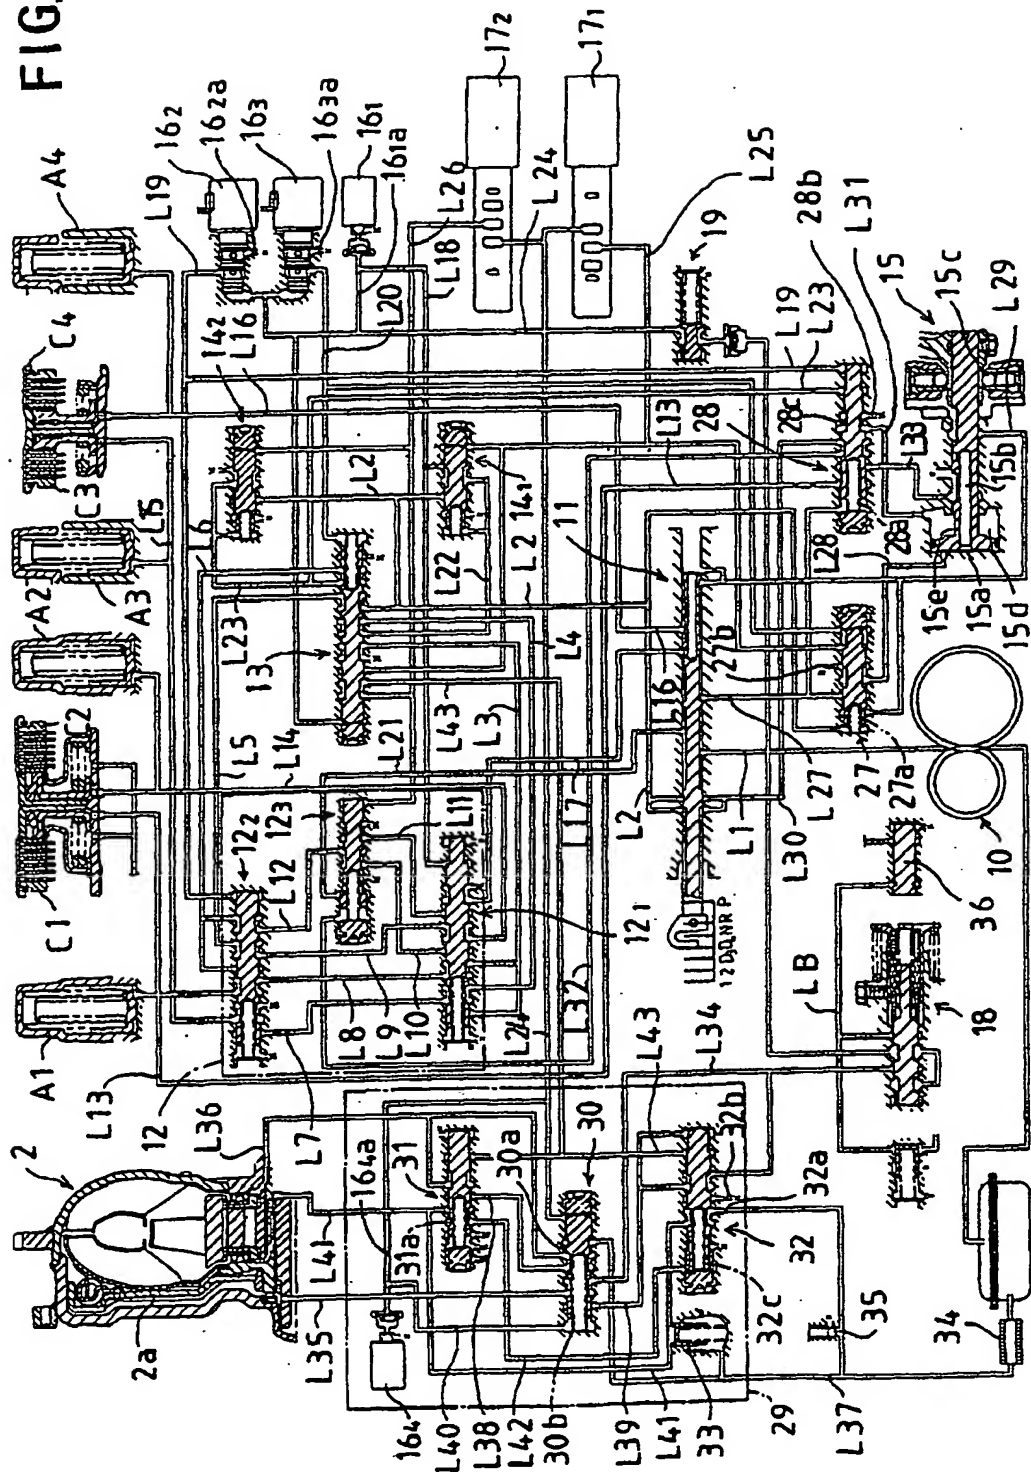 FIG.
17₂
17₁
16₂
16₂a
16₃
16₃a
16₁
16₁a
L26
L18
L24
L25
A4
L19
C4
14₂
L16
L20
19
28b
L31
C3
L15
L6
L2
14₁
L13
28
28c
L19
L23
15
15c
L29
A2
A3
L23
13
L22
L2
11
L4
L16
27b
L28
28a
L33
15b
15e
15a
15d
C2
L5
L14
L21
L43
L3
L17
L2
L1
L30
L27
27
27a
C1
12₂
L12
12₃
L11
12₁
1 2 D₃ D₄ N R P
10
36
A1
L8
L9
L10
L24
L32
LB
18
L13
12
L7
L36
L34
L43
2
16₄a
31
30a
30
32b
32a
32
L41
31a
2a
L35
32c
35
34
16₄
L40
L38
L42
30b
L39
L41
33
29
L37